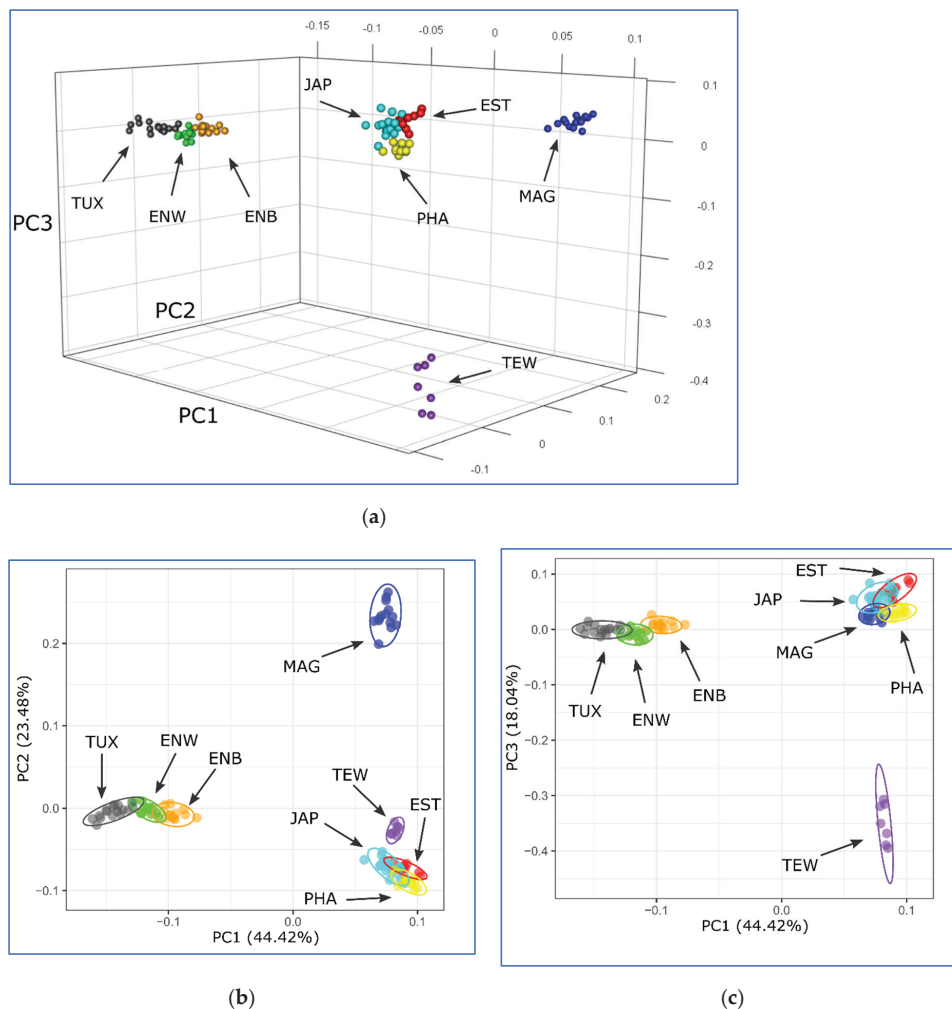 -0.15
-0.1
-0.05
0
0.05
0.1
JAP
EST
TUX
ENW
ENB
PHA
MAG
PC3
PC2
PC1
TEW
0.1
0
-0.1
-0.2
-0.3
-0.4
0.2
0.1
0
-0.1
(a)
MAG
TUX
ENW
ENB
TEW
EST
JAP
PHA
0.2
0.1
0.0
−0.1
PC2 (23.48%)
−0.1
0.0
0.1
PC1 (44.42%)
(b)
EST
JAP
MAG
PHA
TUX
ENW
ENB
TEW
0.1
0.0
−0.1
−0.2
−0.3
−0.4
PC3 (18.04%)
−0.1
0.0
0.1
PC1 (44.42%)
(c)